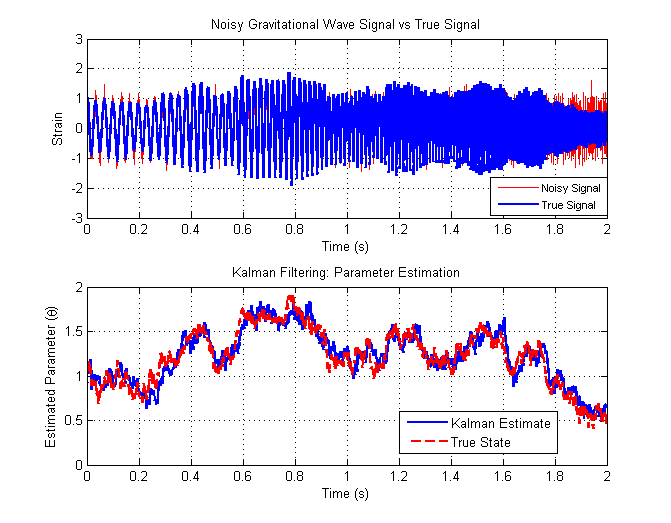 Noisy Gravitational Wave Signal vs True Signal
3
2
1
0
-1
-2
-3
Strain
Noisy Signal
True Signal
0 0.2 0.4 0.6 0.8 1 1.2 1.4 1.6 1.8 2
Time (s)
Kalman Filtering: Parameter Estimation
2
1.5
1
0.5
0
Estimated Parameter (θ)
Kalman Estimate
True State
0 0.2 0.4 0.6 0.8 1 1.2 1.4 1.6 1.8 2
Time (s)